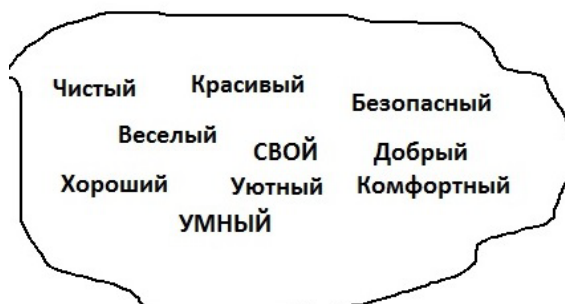 Чистый Красивый
Безопасный
Веселый
СВОЙ Добрый
Хороший Уютный Комфортный
УМНЫЙ